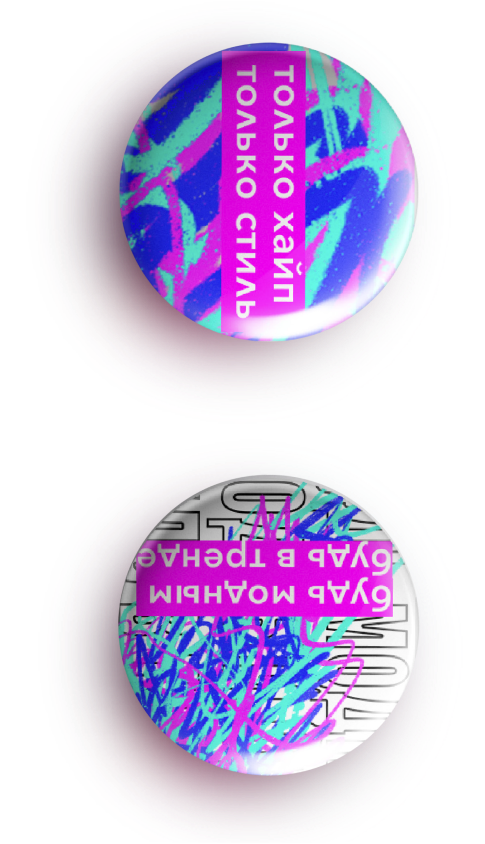 только хайп
только стиль
будь модным
будь в тренде